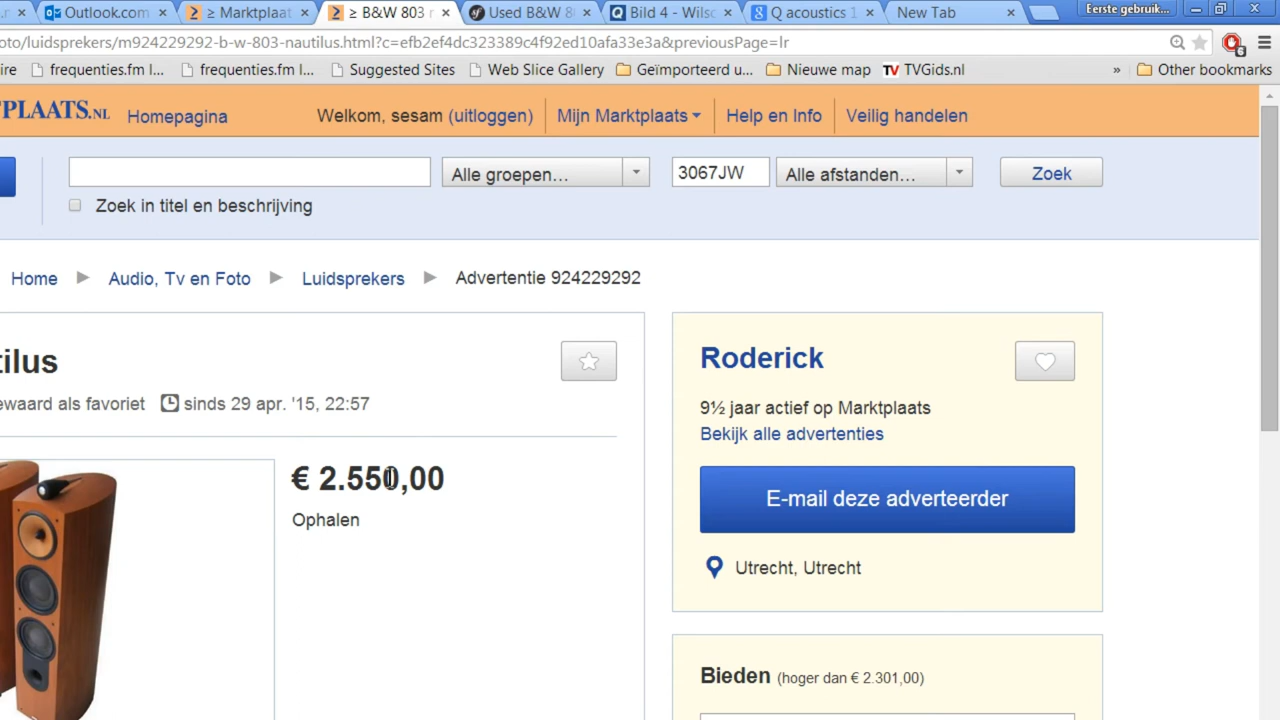 .r
Outlook.com
≥ Marktplaat
≥ B&W 803 n
Used B&W 8
Bild 4 - Wilso
Q acoustics 1
New Tab
Eerste gebruik...
oto/luidsprekers/m924229292-b-w-803-nautilus.html?c=efb2ef4dc323389c4f92ed10afa33e3a&previousPage=lr
ire
frequenties.fm l...
frequenties.fm l...
Suggested Sites
Web Slice Gallery
Geïmporteerd u...
Nieuwe map
TV TVGids.nl
»
Other bookmarks
TPLAATS.NL
Homepagina
Welkom, sesam (uitloggen)
Mijn Marktplaats
Help en Info
Veilig handelen
Alle groepen...
3067JW
Alle afstanden...
Zoek
Zoek in titel en beschrijving
Home
Audio, Tv en Foto
Luidsprekers
Advertentie 924229292
tilus
ewaard als favoriet
sinds 29 apr. '15, 22:57
€ 2.550,00
Ophalen
Roderick
9½ jaar actief op Marktplaats
Bekijk alle advertenties
E-mail deze adverteerder
Utrecht, Utrecht
Bieden (hoger dan € 2.301,00)